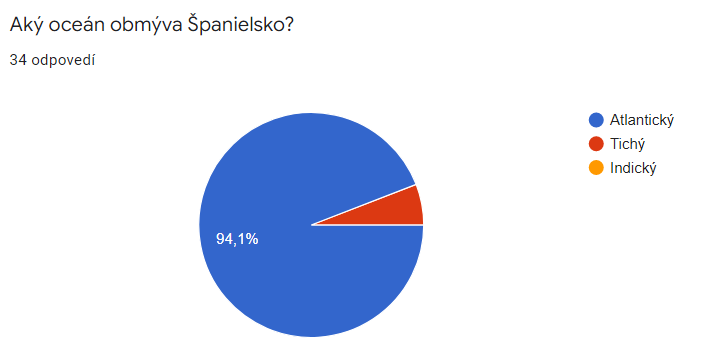 Aký oceán obmýva Španielsko?
34 odpovedí
Atlantický
Tichý
Indický
94,1%